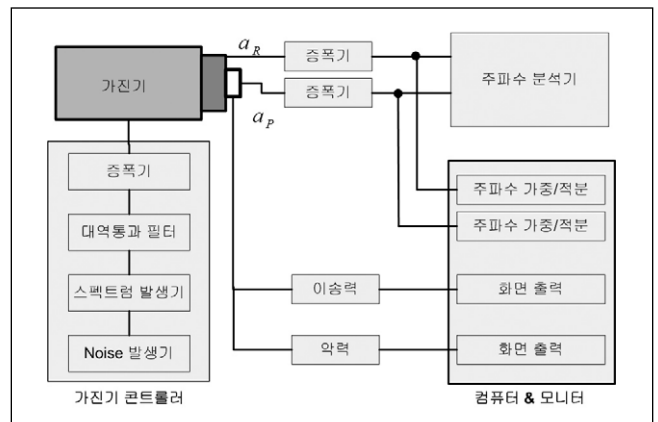 가진기
a_R
a_P
증폭기
증폭기
주파수 분석기
증폭기
대역통과 필터
스펙트럼 발생기
Noise 발생기
가진기 콘트롤러
이송력
악력
주파수 가중/적분
주파수 가중/적분
화면 출력
화면 출력
컴퓨터 & 모니터